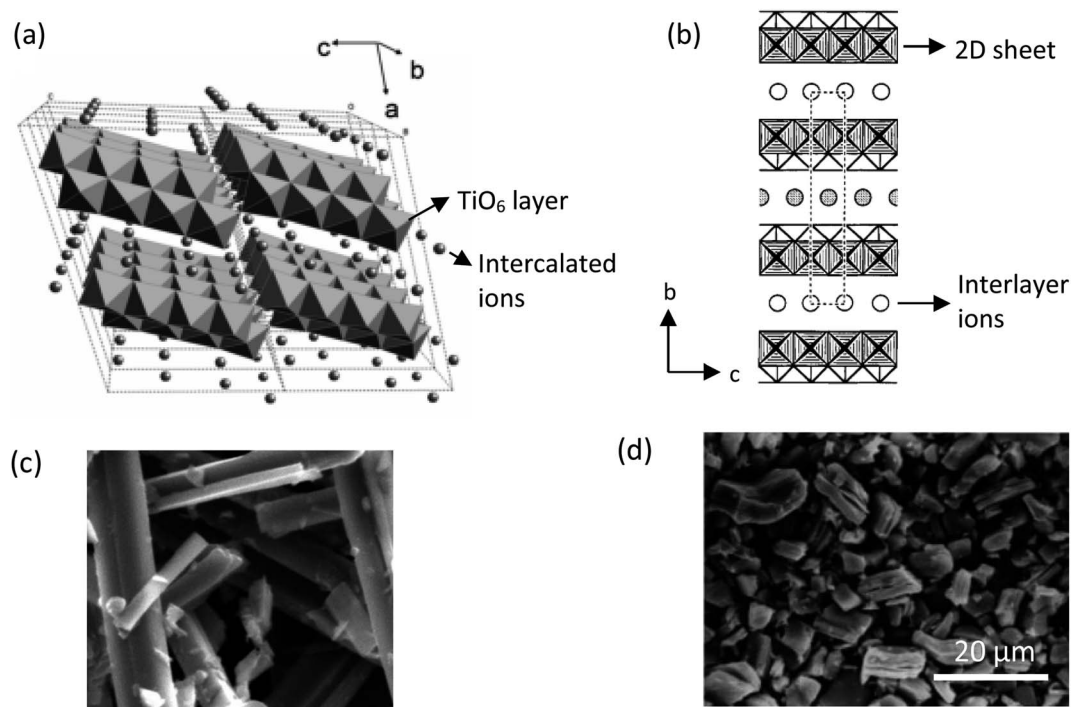 (a)
c
b
a
TiO₆ layer
Intercalated
ions
(b)
2D sheet
b
c
Interlayer
ions
(c)
(d)
20 μm